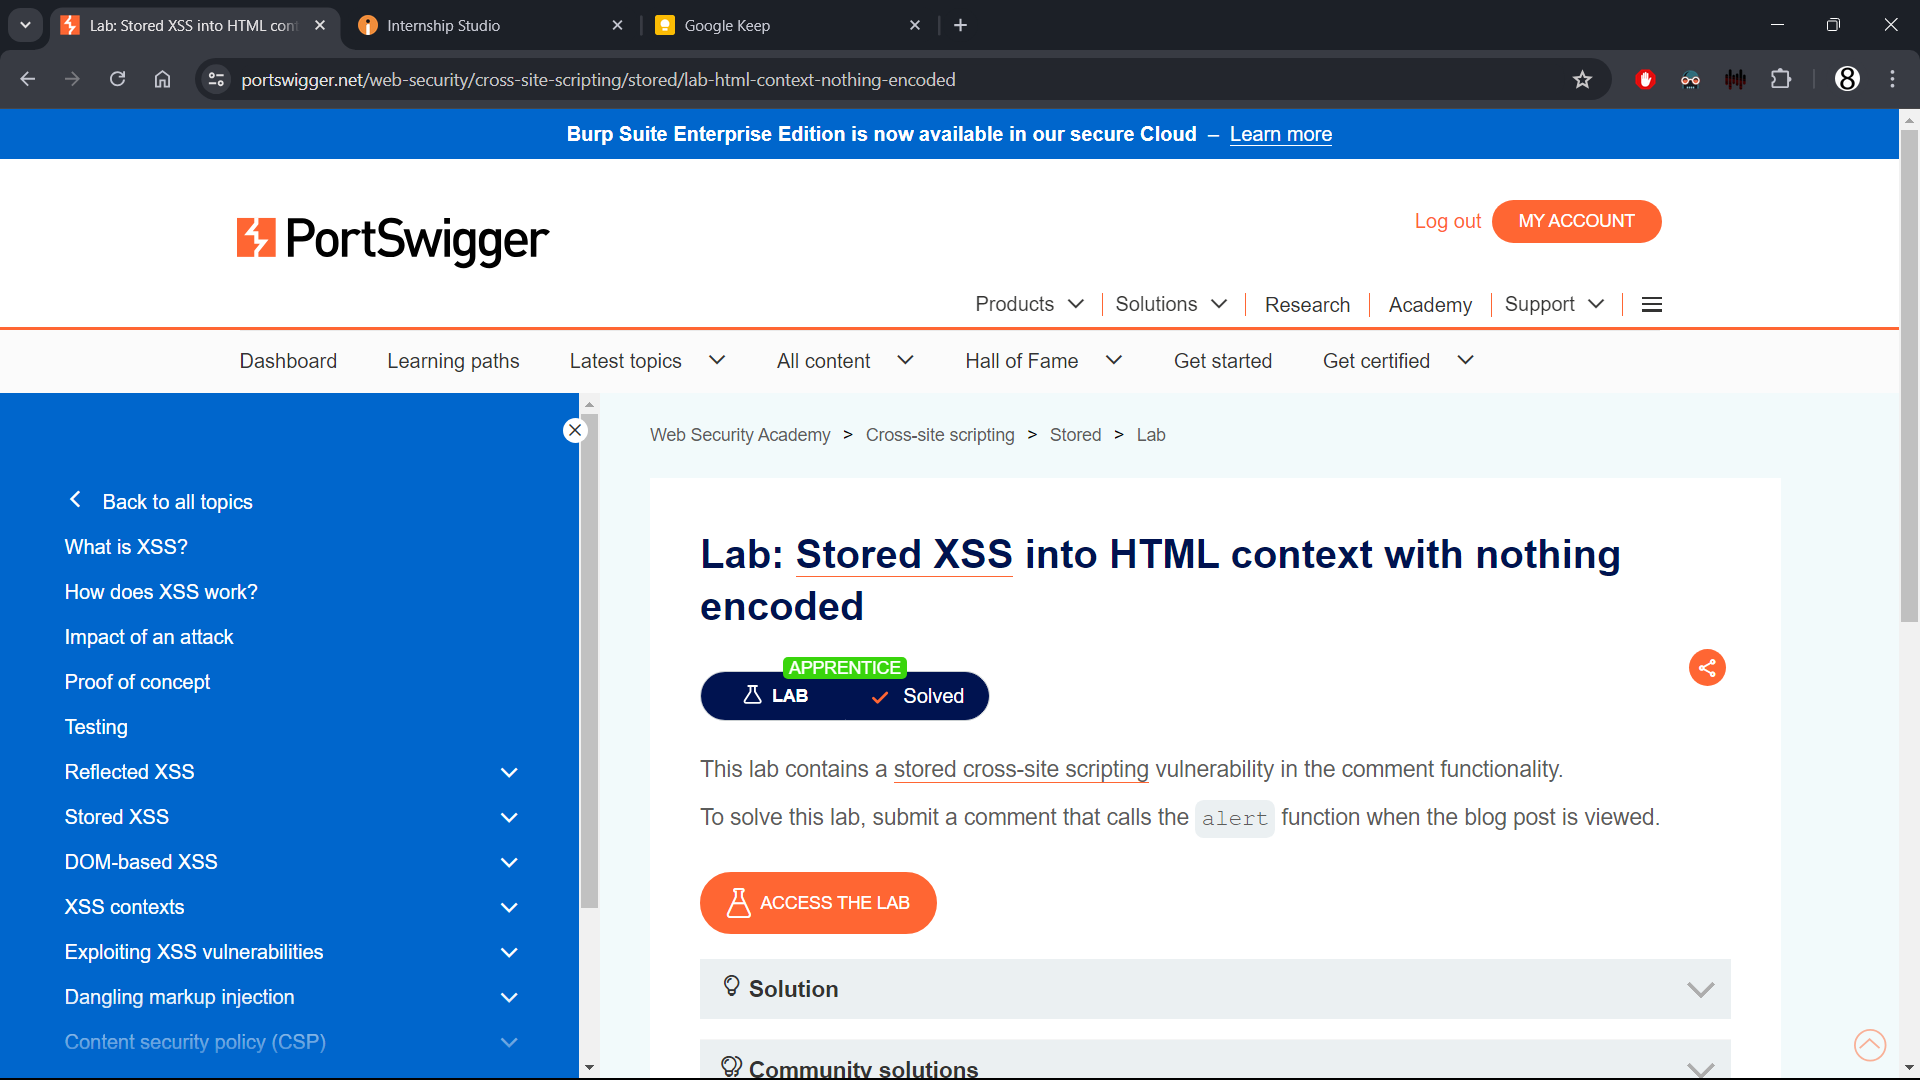 Lab: Stored XSS into HTML cont
Internship Studio
Google Keep
portswigger.net/web-security/cross-site-scripting/stored/lab-html-context-nothing-encoded
Burp Suite Enterprise Edition is now available in our secure Cloud – Learn more
PortSwigger
Log out
MY ACCOUNT
Products
Solutions
Research
Academy
Support
Dashboard
Learning paths
Latest topics
All content
Hall of Fame
Get started
Get certified
Back to all topics
What is XSS?
How does XSS work?
Impact of an attack
Proof of concept
Testing
Reflected XSS
Stored XSS
DOM-based XSS
XSS contexts
Exploiting XSS vulnerabilities
Dangling markup injection
Content security policy (CSP)
Web Security Academy > Cross-site scripting > Stored > Lab
Lab: Stored XSS into HTML context with nothing
encoded
APPRENTICE
LAB
Solved
This lab contains a stored cross-site scripting vulnerability in the comment functionality.
To solve this lab, submit a comment that calls the alert function when the blog post is viewed.
ACCESS THE LAB
Solution
Community solutions